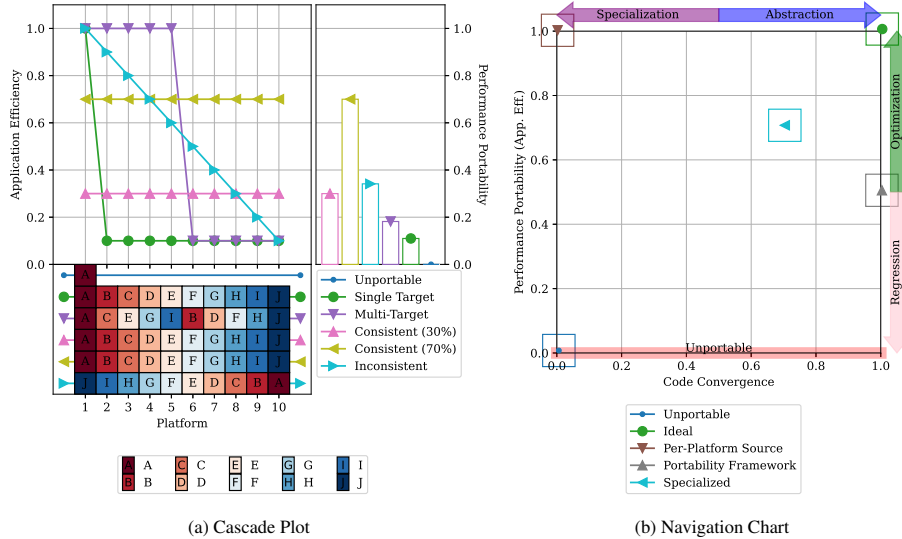 1.0
0.8
0.6
0.4
0.2
0.0
Application Efficiency
1.0
0.8
0.6
0.4
0.2
0.0
Performance Portability
A
A B C D E F G H I J
A C E G I B D F H J
A B C D E F G H I J
A B C D E F G H I J
J I H G F E D C B A
1 2 3 4 5 6 7 8 9 10
Platform
Unportable
Single Target
Multi-Target
Consistent (30%)
Consistent (70%)
Inconsistent
A A C C E E G G I I
B B D D F F H H J J
(a) Cascade Plot
Specialization Abstraction
1.0
0.8
0.6
0.4
0.2
0.0
Performance Portability (App. Eff.)
Optimization
Regression
Unportable
0.0 0.2 0.4 0.6 0.8 1.0
Code Convergence
Unportable
Ideal
Per-Platform Source
Portability Framework
Specialized
(b) Navigation Chart